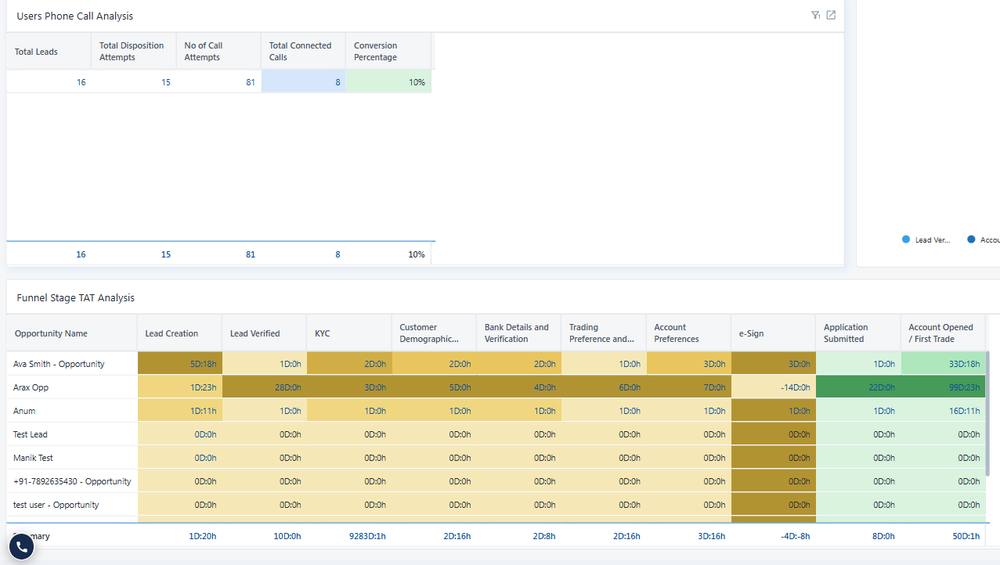 Users Phone Call Analysis
Total Leads Total Disposition Attempts No of Call Attempts Total Connected Calls Conversion Percentage
16 15 81 8 10%
16 15 81 8 10%
Lead Ver...
Funnel Stage TAT Analysis
Opportunity Name Lead Creation Lead Verified KYC Customer Demographic... Bank Details and Verification Trading Preference and... Account Preferences e-Sign Application Submitted Account Opened / First Trade
Ava Smith - Opportunity 5D:18h 1D:0h 2D:0h 2D:0h 2D:0h 1D:0h 3D:0h 3D:0h 1D:0h 33D:18h
Arax Opp 1D:23h 28D:0h 3D:0h 5D:0h 4D:0h 6D:0h 7D:0h -14D:0h 22D:0h 99D:23h
Anum 1D:11h 1D:0h 1D:0h 1D:0h 1D:0h 1D:0h 1D:0h 1D:0h 1D:0h 16D:11h
Test Lead 0D:0h 0D:0h 0D:0h 0D:0h 0D:0h 0D:0h 0D:0h 0D:0h 0D:0h 0D:0h
Manik Test 0D:0h 0D:0h 0D:0h 0D:0h 0D:0h 0D:0h 0D:0h 0D:0h 0D:0h 0D:0h
+91-7892635430 - Opportunity 0D:0h 0D:0h 0D:0h 0D:0h 0D:0h 0D:0h 0D:0h 0D:0h 0D:0h 0D:0h
test user - Opportunity 0D:0h 0D:0h 0D:0h 0D:0h 0D:0h 0D:0h 0D:0h 0D:0h 0D:0h 0D:0h
1D:20h 10D:0h 9283D:1h 2D:16h 2D:8h 2D:16h 3D:16h -4D:-8h 8D:0h 50D:1h